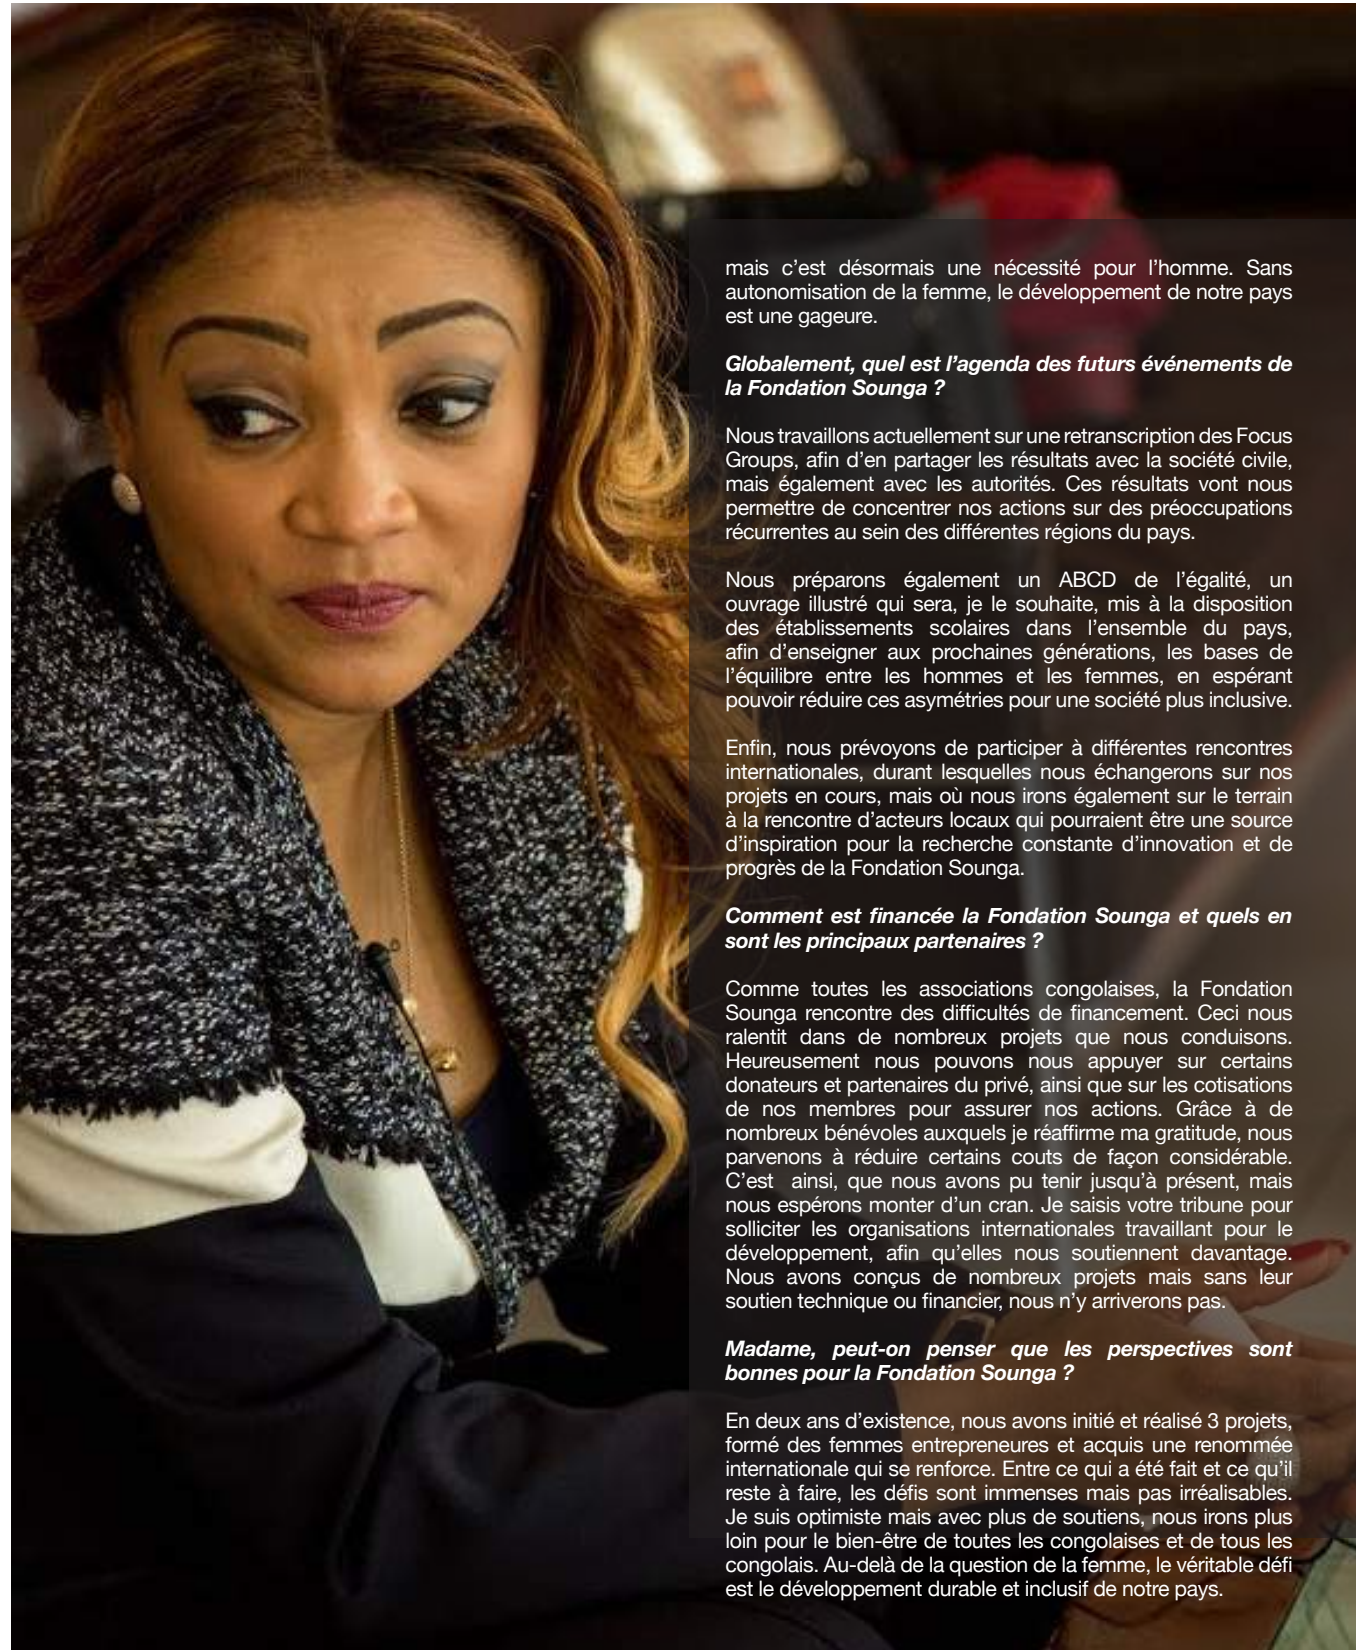 mais c'est désormais une nécessité pour l'homme. Sans
autonomisation de la femme, le développement de notre pays
est une gageure.
Globalement, quel est l'agenda des futurs événements de
la Fondation Sounga ?
Nous travaillons actuellement sur une retranscription des Focus
Groups, afin d'en partager les résultats avec la société civile,
mais également avec les autorités. Ces résultats vont nous
permettre de concentrer nos actions sur des préoccupations
récurrentes au sein des différentes régions du pays.
Nous préparons également un ABCD de l'égalité, un
ouvrage illustré qui sera, je le souhaite, mis à la disposition
des établissements scolaires dans l'ensemble du pays,
afin d'enseigner aux prochaines générations, les bases de
l'équilibre entre les hommes et les femmes, en espérant
pouvoir réduire ces asymétries pour une société plus inclusive.
Enfin, nous prévoyons de participer à différentes rencontres
internationales, durant lesquelles nous échangerons sur nos
projets en cours, mais où nous irons également sur le terrain
à la rencontre d'acteurs locaux qui pourraient être une source
d'inspiration pour la recherche constante d'innovation et de
progrès de la Fondation Sounga.
Comment est financée la Fondation Sounga et quels en
sont les principaux partenaires ?
Comme toutes les associations congolaises, la Fondation
Sounga rencontre des difficultés de financement. Ceci nous
ralentit dans de nombreux projets que nous conduisons.
Heureusement nous pouvons nous appuyer sur certains
donateurs et partenaires du privé, ainsi que sur les cotisations
de nos membres pour assurer nos actions. Grâce à de
nombreux bénévoles auxquels je réaffirme ma gratitude, nous
parvenons à réduire certains couts de façon considérable.
C'est ainsi, que nous avons pu tenir jusqu'à présent, mais
nous espérons monter d'un cran. Je saisis votre tribune pour
solliciter les organisations internationales travaillant pour le
développement, afin qu'elles nous soutiennent davantage.
Nous avons conçus de nombreux projets mais sans leur
soutien technique ou financier, nous n'y arriverons pas.
Madame, peut-on penser que les perspectives sont
bonnes pour la Fondation Sounga ?
En deux ans d'existence, nous avons initié et réalisé 3 projets,
formé des femmes entrepreneures et acquis une renommée
internationale qui se renforce. Entre ce qui a été fait et ce qu'il
reste à faire, les défis sont immenses mais pas irréalisables.
Je suis optimiste mais avec plus de soutiens, nous irons plus
loin pour le bien-être de toutes les congolaises et de tous les
congolais. Au-delà de la question de la femme, le véritable défi
est le développement durable et inclusif de notre pays.